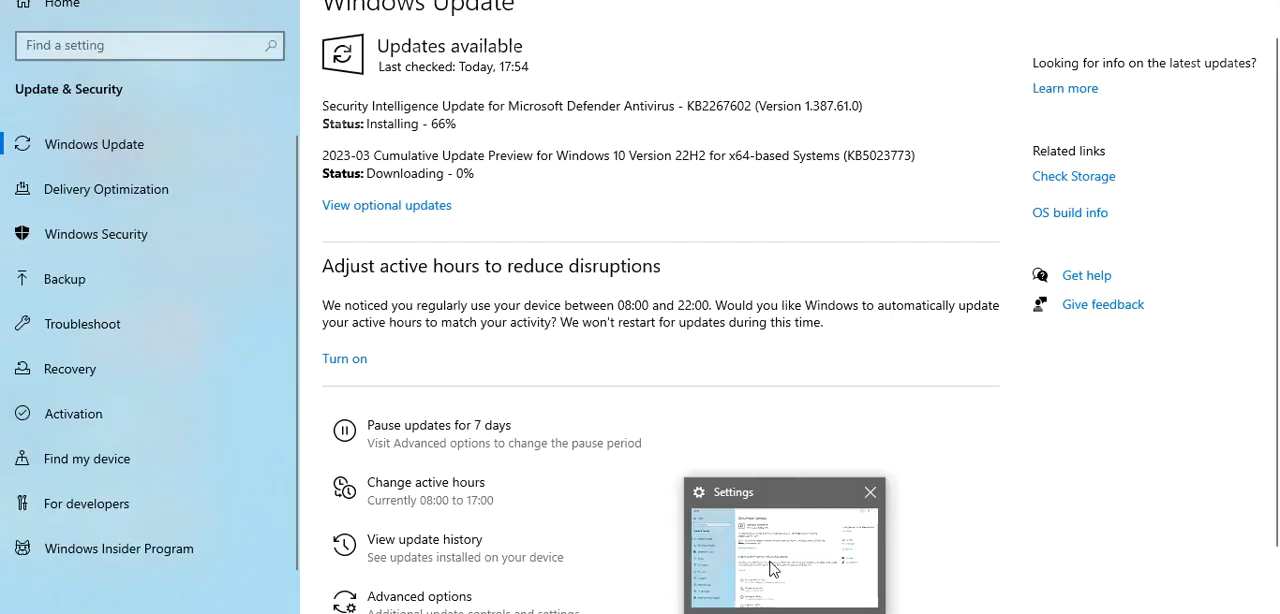 Home
Find a setting
Update & Security
Windows Update
Delivery Optimization
Windows Security
Backup
Troubleshoot
Recovery
Activation
Find my device
For developers
Windows Insider Program
Windows Update
Updates available
Last checked: Today, 17:54
Security Intelligence Update for Microsoft Defender Antivirus - KB2267602 (Version 1.387.61.0)
Status: Installing - 66%
2023-03 Cumulative Update Preview for Windows 10 Version 22H2 for x64-based Systems (KB5023773)
Status: Downloading - 0%
View optional updates
Adjust active hours to reduce disruptions
We noticed you regularly use your device between 08:00 and 22:00. Would you like Windows to automatically update
your active hours to match your activity? We won't restart for updates during this time.
Turn on
Pause updates for 7 days
Visit Advanced options to change the pause period
Change active hours
Currently 08:00 to 17:00
View update history
See updates installed on your device
Advanced options
Additional update controls and settings
Settings
Looking for info on the latest updates?
Learn more
Related links
Check Storage
OS build info
Get help
Give feedback